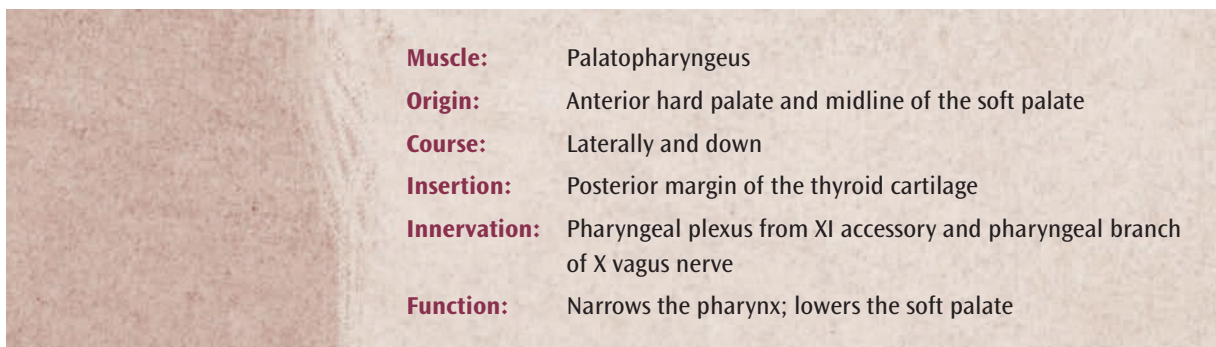 Muscle: Palatopharyngeus
Origin: Anterior hard palate and midline of the soft palate
Course: Laterally and down
Insertion: Posterior margin of the thyroid cartilage
Innervation: Pharyngeal plexus from XI accessory and pharyngeal branch
of X vagus nerve
Function: Narrows the pharynx; lowers the soft palate